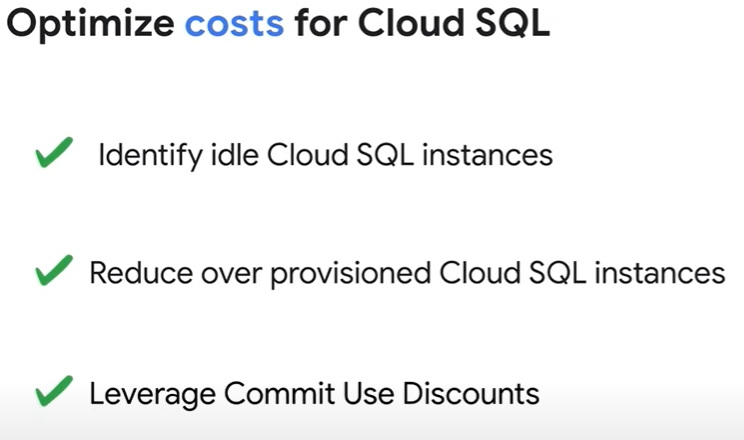 Optimize costs for Cloud SQL
Identify idle Cloud SQL instances
Reduce over provisioned Cloud SQL instances
Leverage Commit Use Discounts